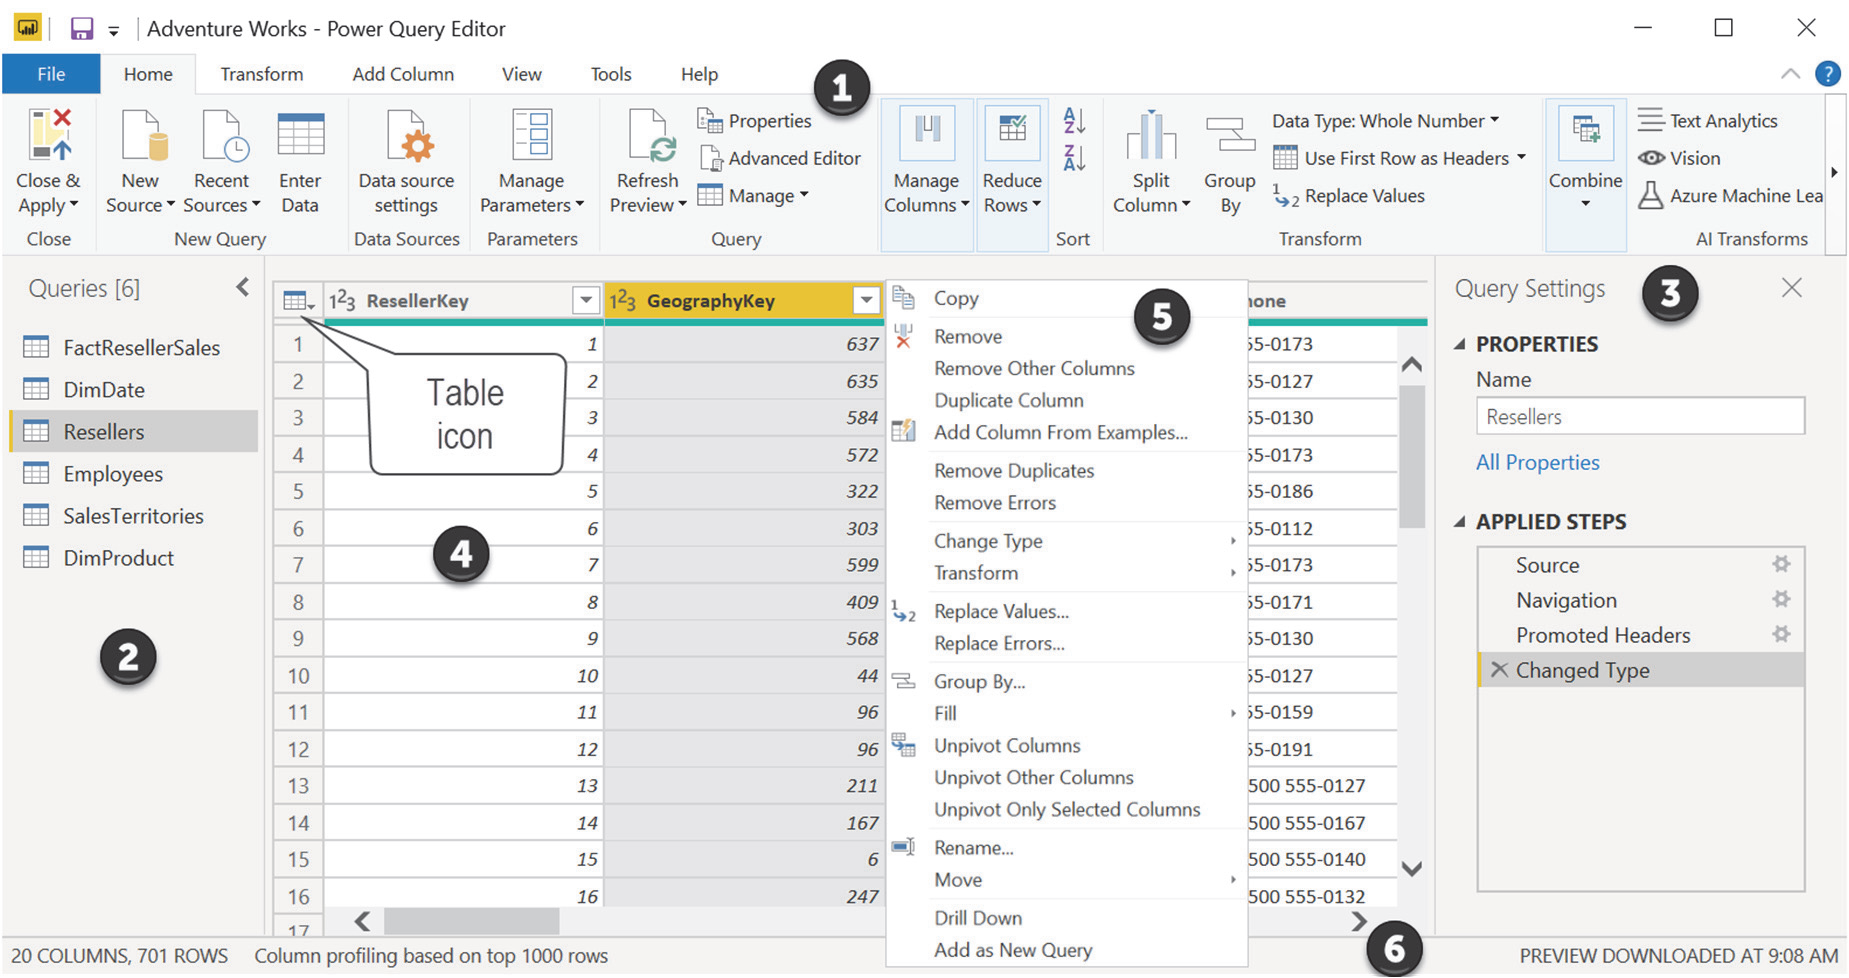 Adventure Works - Power Query Editor
File Home Transform Add Column View Tools Help
1
?
Close & Apply
Close
New Source
Recent Sources
Enter Data
New Query
Data source settings
Data Sources
Manage Parameters
Parameters
Refresh Preview
Properties
Advanced Editor
Manage
Query
Manage Columns
Reduce Rows
A Z
Z A
Sort
Split Column
Group By
Data Type: Whole Number
Use First Row as Headers
1 2 Replace Values
Transform
Combine
Text Analytics
Vision
Azure Machine Lea
AI Transforms
Queries [6]
FactResellerSales
DimDate
Resellers
Employees
SalesTerritories
DimProduct
2
123 ResellerKey 123 GeographyKey hone
1 1 637 55-0173
2 2 635 55-0127
3 3 584 55-0130
4 4 572 55-0173
5 5 322 55-0186
6 6 303 55-0112
7 7 599 55-0173
8 8 409 55-0171
9 9 568 55-0130
10 10 44 55-0127
11 11 96 55-0159
12 12 96 55-0191
13 13 211 500 555-0127
14 14 167 500 555-0167
15 15 6 500 555-0140
16 16 247 500 555-0132
17
Table
icon
4
Copy
5
Remove
Remove Other Columns
Duplicate Column
Add Column From Examples...
Remove Duplicates
Remove Errors
Change Type
Transform
1 2 Replace Values...
Replace Errors...
Group By...
Fill
Unpivot Columns
Unpivot Other Columns
Unpivot Only Selected Columns
Rename...
Move
Drill Down
Add as New Query
Query Settings
3
PROPERTIES
Name
Resellers
All Properties
APPLIED STEPS
Source
Navigation
Promoted Headers
Changed Type
20 COLUMNS, 701 ROWS Column profiling based on top 1000 rows
6
PREVIEW DOWNLOADED AT 9:08 AM